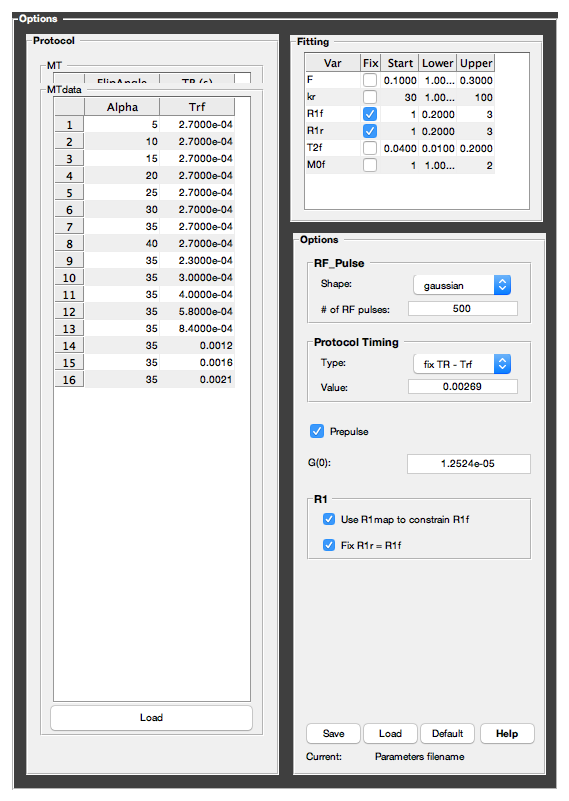 Options
Protocol
MT
FlipAngle TR (s)
MTdata
Alpha Trf
1 5 2.7000e-04
2 10 2.7000e-04
3 15 2.7000e-04
4 20 2.7000e-04
5 25 2.7000e-04
6 30 2.7000e-04
7 35 2.7000e-04
8 40 2.7000e-04
9 35 2.3000e-04
10 35 3.0000e-04
11 35 4.0000e-04
12 35 5.8000e-04
13 35 8.4000e-04
14 35 0.0012
15 35 0.0016
16 35 0.0021
Load
Fitting
Var Fix Start Lower Upper
F 0.1000 1.00... 0.3000
kr 30 1.00... 100
R1f 1 0.2000 3
R1r 1 0.2000 3
T2f 0.0400 0.0100 0.2000
M0f 1 1.00... 2
Options
RF_Pulse
Shape: gaussian
# of RF pulses: 500
Protocol Timing
Type: fix TR - Trf
Value: 0.00269
Prepulse
G(0): 1.2524e-05
R1
Use R1map to constrain R1f
Fix R1r = R1f
Save Load Default Help
Current: Parameters filename